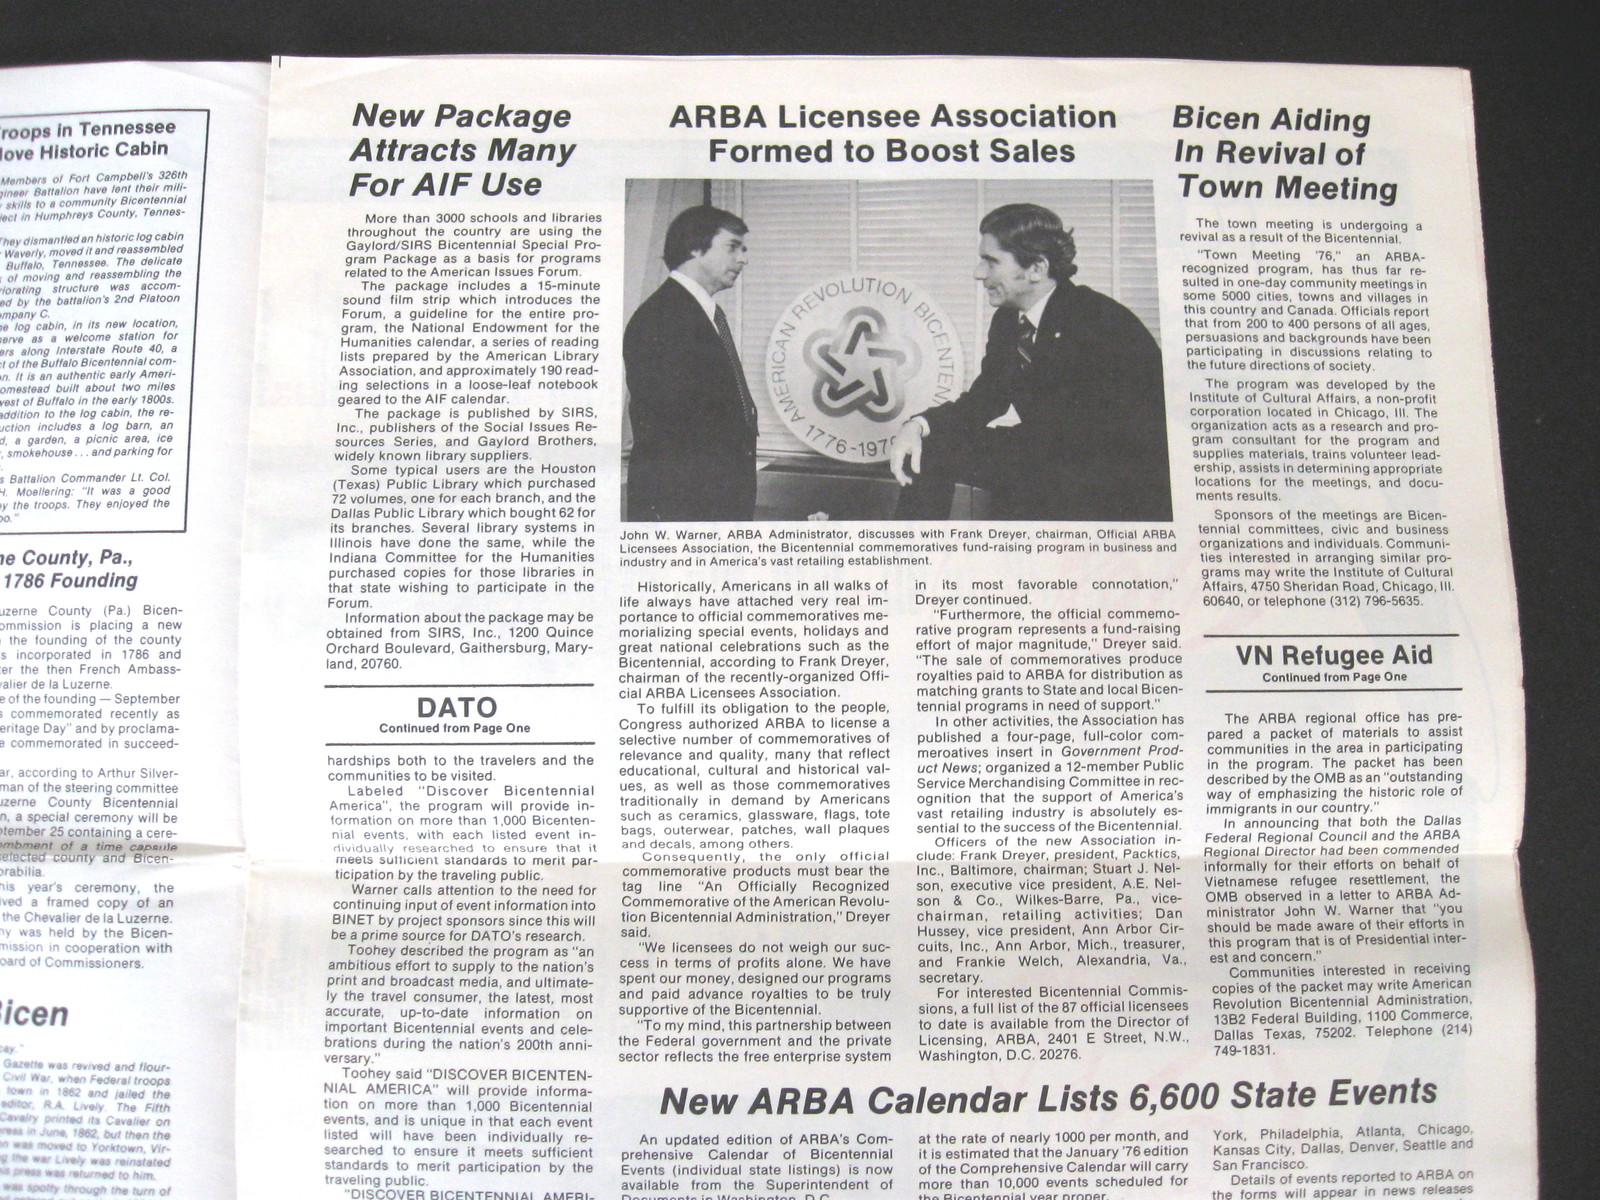 Troops in Tennessee
Move Historic Cabin
Members of Fort Campbell's 326th
Battalion have lent their mili-
skills to a community Bicentennial
in Humphreys County, Tennes-
They dismantled an historic log cabin
Waverly, moved it and reassembled
Buffalo, Tennessee. The delicate
of moving and reassembling the
structure was accom-
by the battalion's 2nd Platoon
C.
log cabin, in its new location,
as a welcome station for
along Interstate Route 40, a
of the Buffalo Bicentennial com-
It is an authentic early Ameri-
built about two miles
of Buffalo in the early 1800s.
addition to the log cabin, the re-
includes a log barn, an
a garden, a picnic area, ice
smokehouse... and parking for
Battalion Commander Lt. Col.
H. Moellering: "It was a good
by the troops. They enjoyed the
County, Pa.,
1786 Founding
County (Pa.) Bicen-
is placing a new
the founding of the county
incorporated in 1786 and
the then French Ambass-
de la Luzerne.
of the founding — September
commemorated recently as
Day" and by proclama-
commemorated in succeed-
according to Arthur Silver-
of the steering committee
County Bicentennial
a special ceremony will be
25 containing a cere-
of a time capsule
selected county and Bicen-
year's ceremony, the
a framed copy of an
the Chevalier de la Luzerne.
was held by the Bicen-
in cooperation with
of Commissioners.
Bicen
Gazette was revived and flour-
Civil War, when Federal troops
town in 1862 and jailed the
editor, R.A. Lively. The Fifth
Cavalry printed its Cavalier on
in June, 1862, but then the
was moved to Yorktown, Vir-
the war Lively was reinstated
press was returned to him.
was spotty through the turn of
New Package
Attracts Many
For AIF Use
More than 3000 schools and libraries
throughout the country are using the
Gaylord/SIRS Bicentennial Special Pro-
gram Package as a basis for programs
related to the American Issues Forum.
The package includes a 15-minute
sound film strip which introduces the
Forum, a guideline for the entire pro-
gram, the National Endowment for the
Humanities calendar, a series of reading
lists prepared by the American Library
Association, and approximately 190 read-
ing selections in a loose-leaf notebook
geared to the AIF calendar.
The package is published by SIRS,
Inc., publishers of the Social Issues Re-
sources Series, and Gaylord Brothers,
widely known library suppliers.
Some typical users are the Houston
(Texas) Public Library which purchased
72 volumes, one for each branch, and the
Dallas Public Library which bought 62 for
its branches. Several library systems in
Illinois have done the same, while the
Indiana Committee for the Humanities
purchased copies for those libraries in
that state wishing to participate in the
Forum.
Information about the package may be
obtained from SIRS, Inc., 1200 Quince
Orchard Boulevard, Gaithersburg, Mary-
land, 20760.
DATO
Continued from Page One
hardships both to the travelers and the
communities to be visited.
Labeled "Discover Bicentennial
America", the program will provide in-
formation on more than 1,000 Bicenten-
nial events, with each listed event in-
dividually researched to ensure that it
meets sufficient standards to merit par-
ticipation by the traveling public.
Warner calls attention to the need for
continuing input of event information into
BINET by project sponsors since this will
be a prime source for DATO's research.
Toohey described the program as "an
ambitious effort to supply to the nation's
print and broadcast media, and ultimate-
ly the travel consumer, the latest, most
accurate, up-to-date information on
important Bicentennial events and cele-
brations during the nation's 200th anni-
versary."
Toohey said "DISCOVER BICENTEN-
NIAL AMERICA" will provide informa-
tion on more than 1,000 Bicentennial
events, and is unique in that each event
listed will have been individually re-
searched to ensure it meets sufficient
standards to merit participation by the
traveling public.
"DISCOVER BICENTENNIAL AMERI-
ARBA Licensee Association
Formed to Boost Sales
AMERICAN REVOLUTION BICENTEN
1776-197
John W. Warner, ARBA Administrator, discusses with Frank Dreyer, chairman, Official ARBA
Licensees Association, the Bicentennial commemoratives fund-raising program in business and
industry and in America's vast retailing establishment.
Historically, Americans in all walks of
life always have attached very real im-
portance to official commemoratives me-
morializing special events, holidays and
great national celebrations such as the
Bicentennial, according to Frank Dreyer,
chairman of the recently-organized Offi-
cial ARBA Licensees Association.
To fulfill its obligation to the people,
Congress authorized ARBA to license a
selective number of commemoratives of
relevance and quality, many that reflect
educational, cultural and historical val-
ues, as well as those commemoratives
traditionally in demand by Americans
such as ceramics, glassware, flags, tote
bags, outerwear, patches, wall plaques
and decals, among others.
Consequently, the only official
commemorative products must bear the
tag line "An Officially Recognized
Commemorative of the American Revolu-
tion Bicentennial Administration," Dreyer
said.
"We licensees do not weigh our suc-
cess in terms of profits alone. We have
spent our money, designed our programs
and paid advance royalties to be truly
supportive of the Bicentennial.
"To my mind, this partnership between
the Federal government and the private
sector reflects the free enterprise system
in its most favorable connotation,"
Dreyer continued.
"Furthermore, the official commemo-
rative program represents a fund-raising
effort of major magnitude," Dreyer said.
"The sale of commemoratives produce
royalties paid to ARBA for distribution as
matching grants to State and local Bicen-
tennial programs in need of support."
In other activities, the Association has
published a four-page, full-color com-
meroatives insert in Government Prod-
uct News; organized a 12-member Public
Service Merchandising Committee in rec-
ognition that the support of America's
vast retailing industry is absolutely es-
sential to the success of the Bicentennial.
Officers of the new Association in-
clude: Frank Dreyer, president, Packtics,
Inc., Baltimore, chairman; Stuart J. Nel-
son, executive vice president, A.E. Nel-
son & Co., Wilkes-Barre, Pa., vice-
chairman, retailing activities; Dan
Hussey, vice president, Ann Arbor Cir-
cuits, Inc., Ann Arbor, Mich., treasurer,
and Frankie Welch, Alexandria, Va.,
secretary.
For interested Bicentennial Commis-
sions, a full list of the 87 official licensees
to date is available from the Director of
Licensing, ARBA, 2401 E Street, N.W.,
Washington, D.C. 20276.
Bicen Aiding
In Revival of
Town Meeting
The town meeting is undergoing a
revival as a result of the Bicentennial.
"Town Meeting '76," an ARBA-
recognized program, has thus far re-
sulted in one-day community meetings in
some 5000 cities, towns and villages in
this country and Canada. Officials report
that from 200 to 400 persons of all ages,
persuasions and backgrounds have been
participating in discussions relating to
the future directions of society.
The program was developed by the
Institute of Cultural Affairs, a non-profit
corporation located in Chicago, Ill. The
organization acts as a research and pro-
gram consultant for the program and
supplies materials, trains volunteer lead-
ership, assists in determining appropriate
locations for the meetings, and docu-
ments results.
Sponsors of the meetings are Bicen-
tennial committees, civic and business
organizations and individuals. Communi-
ties interested in arranging similar pro-
grams may write the Institute of Cultural
Affairs, 4750 Sheridan Road, Chicago, Ill.
60640, or telephone (312) 796-5635.
VN Refugee Aid
Continued from Page One
The ARBA regional office has pre-
pared a packet of materials to assist
communities in the area in participating
in the program. The packet has been
described by the OMB as an "outstanding
way of emphasizing the historic role of
immigrants in our country."
In announcing that both the Dallas
Federal Regional Council and the ARBA
Regional Director had been commended
informally for their efforts on behalf of
Vietnamese refugee resettlement, the
OMB observed in a letter to ARBA Ad-
ministrator John W. Warner that "you
should be made aware of their efforts in
this program that is of Presidential inter-
est and concern."
Communities interested in receiving
copies of the packet may write American
Revolution Bicentennial Administration,
13B2 Federal Building, 1100 Commerce,
Dallas Texas, 75202. Telephone (214)
749-1831.
New ARBA Calendar Lists 6,600 State Events
An updated edition of ARBA's Com-
prehensive Calendar of Bicentennial
Events (individual state listings) is now
available from the Superintendent of
Documents in Washington, D.C.
at the rate of nearly 1000 per month, and
it is estimated that the January '76 edition
of the Comprehensive Calendar will carry
more than 10,000 events scheduled for
the Bicentennial year proper.
York, Philadelphia, Atlanta, Chicago,
Kansas City, Dallas, Denver, Seattle and
San Francisco.
Details of events reported to ARBA on
the forms will appear in news releases